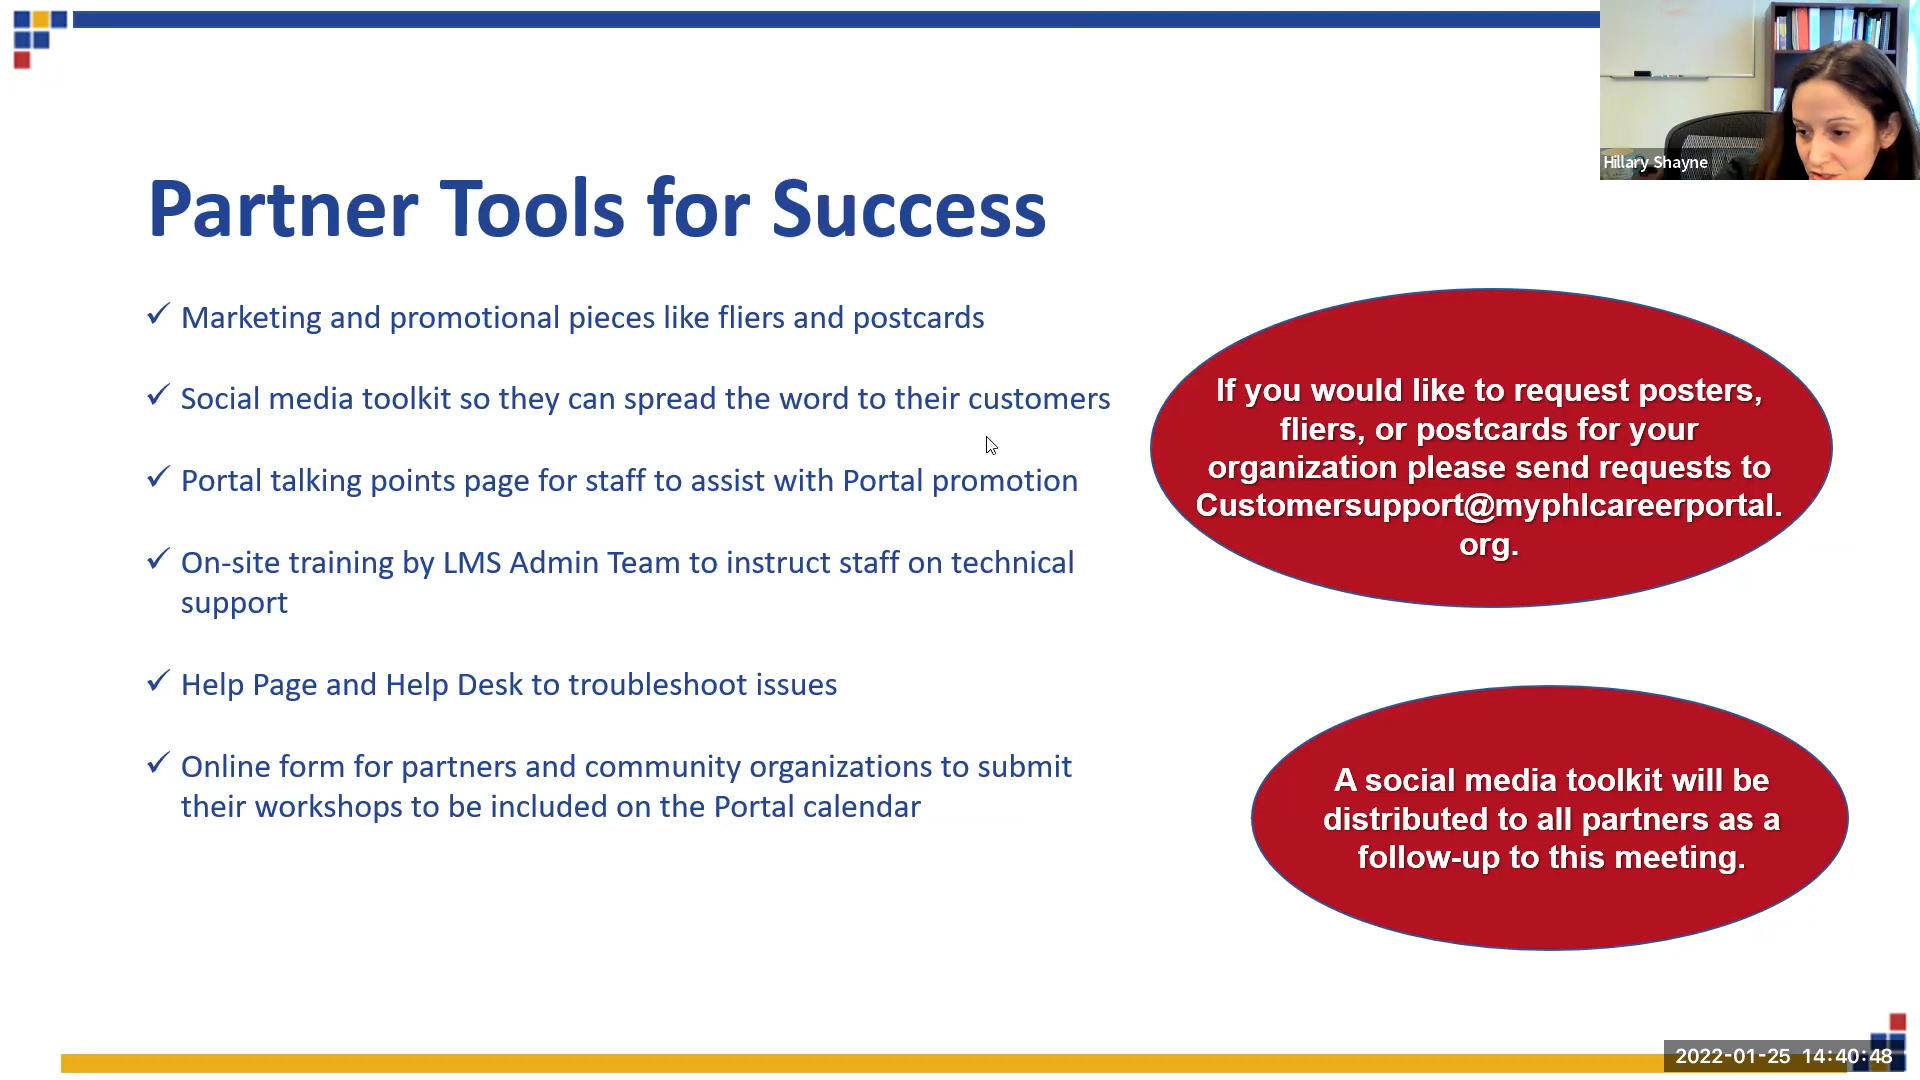 Hillary Shayne
Partner Tools for Success
✓ Marketing and promotional pieces like fliers and postcards
✓ Social media toolkit so they can spread the word to their customers
✓ Portal talking points page for staff to assist with Portal promotion
✓ On-site training by LMS Admin Team to instruct staff on technical
support
✓ Help Page and Help Desk to troubleshoot issues
✓ Online form for partners and community organizations to submit
their workshops to be included on the Portal calendar
If you would like to request posters,
fliers, or postcards for your
organization please send requests to
Customersupport@myphlcareerportal.
org.
A social media toolkit will be
distributed to all partners as a
follow-up to this meeting.
2022-01-25 14:40:48